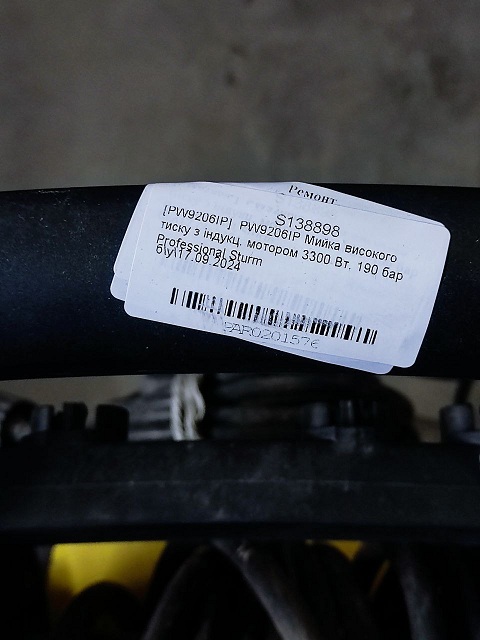 Ремонт
S138898
[PW9206IP] PW9206IP Мийка високого
тиску з індукц. мотором 3300 Вт. 190 бар
Professional Sturm
б\у\17.09.2024
PAR0201576